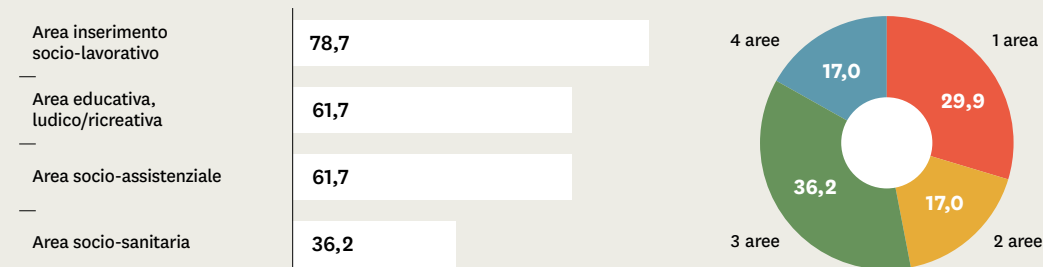 Area inserimento
socio-lavorativo
78,7
—
Area educativa,
ludico/ricreativa
61,7
—
Area socio-assistenziale
61,7
—
Area socio-sanitaria
36,2
4 aree
1 area
17,0
29,9
36,2
17,0
3 aree
2 aree